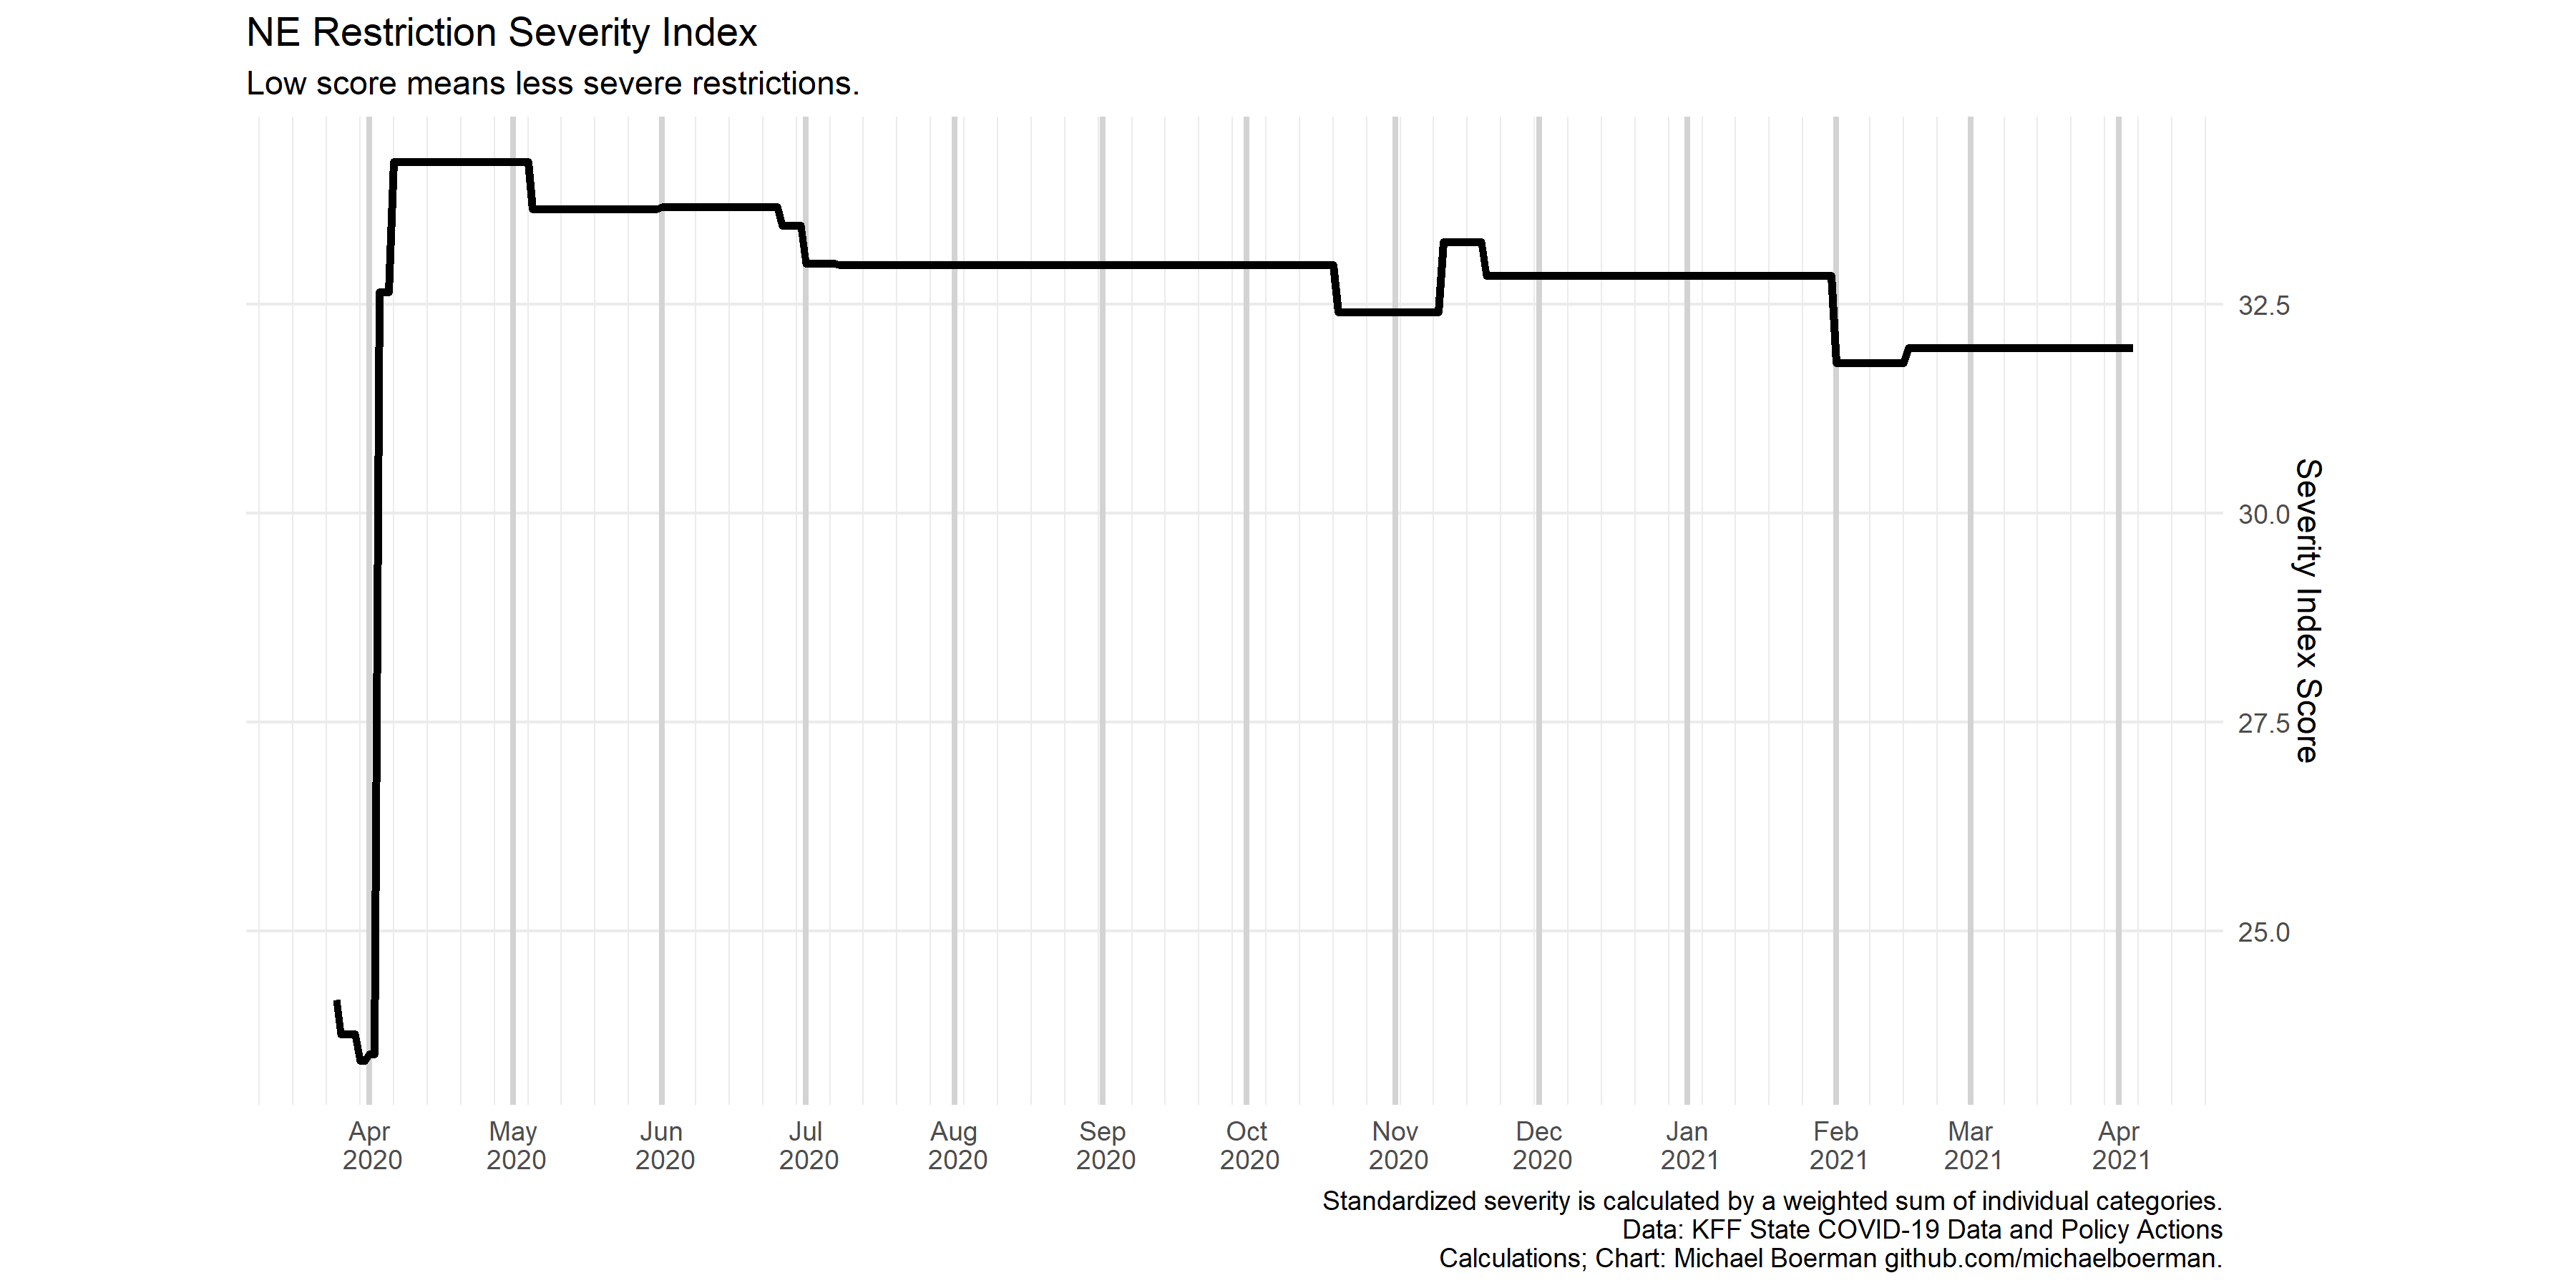 NE Restriction Severity Index
Low score means less severe restrictions.
32.5
30.0
27.5
25.0
Severity Index Score
Apr May Jun Jul Aug Sep Oct Nov Dec Jan Feb Mar Apr
2020 2020 2020 2020 2020 2020 2020 2020 2020 2021 2021 2021 2021
Standardized severity is calculated by a weighted sum of individual categories.
Data: KFF State COVID-19 Data and Policy Actions
Calculations; Chart: Michael Boerman github.com/michaelboerman.